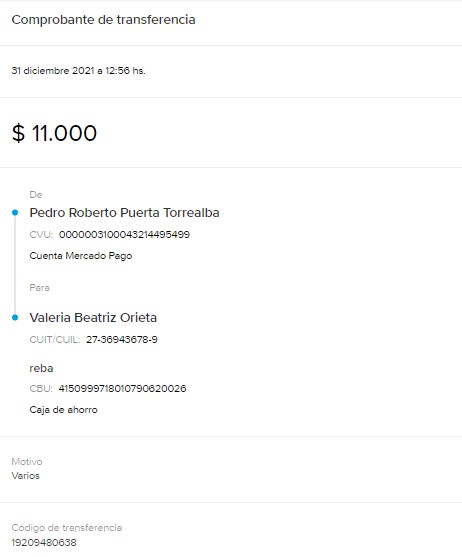 Comprobante de transferencia
31 diciembre 2021 a 12:56 hs.
$ 11.000
De
Pedro Roberto Puerta Torrealba
CVU: 0000003100043214495499
Cuenta Mercado Pago
Para
Valeria Beatriz Orieta
CUIT/CUIL: 27-36943678-9
reba
CBU: 4150999718010790620026
Caja de ahorro
Motivo
Varios
Código de transferencia
19209480638